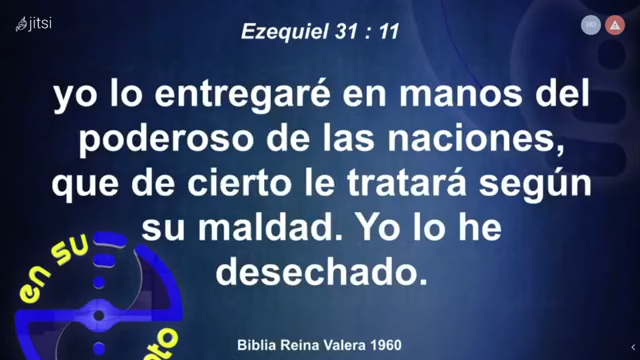 jitsi
HD
Ezequiel 31 : 11
yo lo entregaré en manos del
poderoso de las naciones,
que de cierto le tratará según
su maldad. Yo lo he
desechado.
en su
Biblia Reina Valera 1960